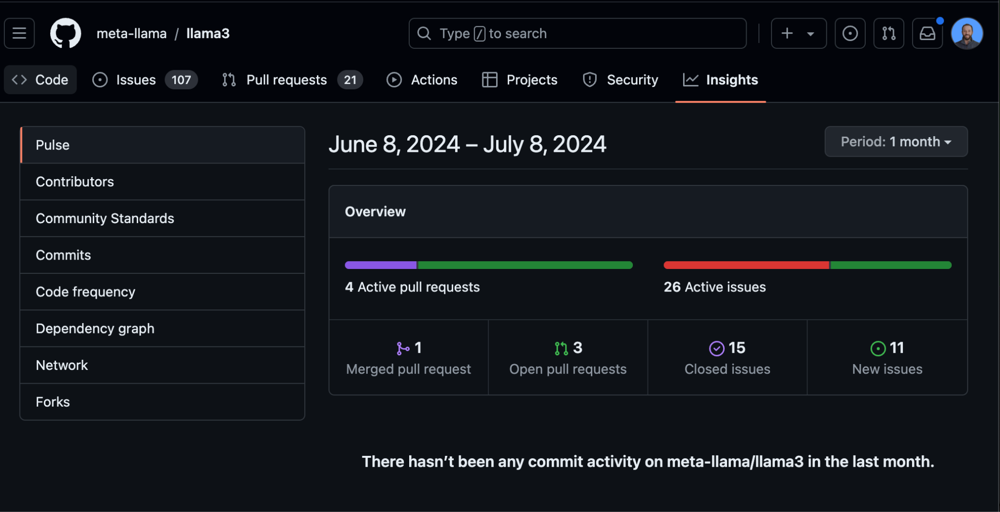 meta-llama / llama3
Type / to search
Code
Issues 107
Pull requests 21
Actions
Projects
Security
Insights
Pulse
Contributors
Community Standards
Commits
Code frequency
Dependency graph
Network
Forks
June 8, 2024 – July 8, 2024
Period: 1 month
Overview
4 Active pull requests
26 Active issues
1
Merged pull request
3
Open pull requests
15
Closed issues
11
New issues
There hasn’t been any commit activity on meta-llama/llama3 in the last month.